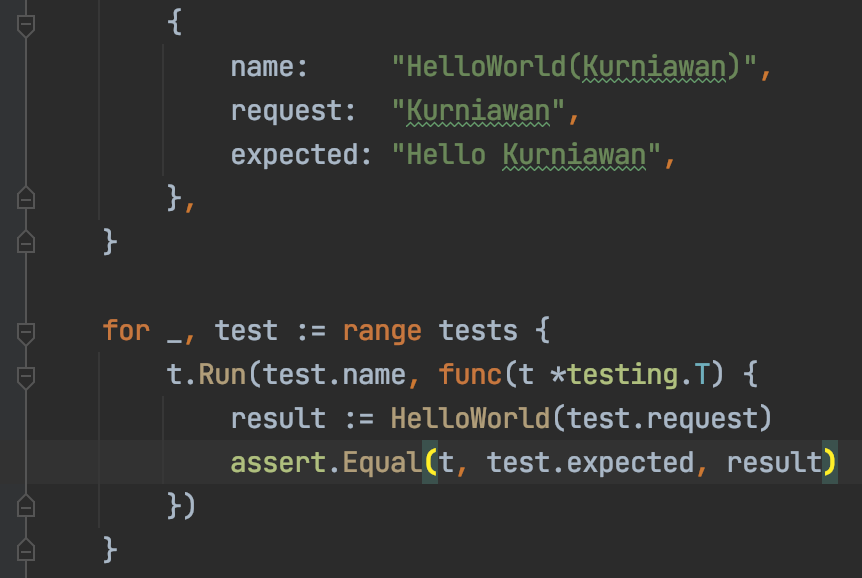 {
name:     "HelloWorld(Kurniawan)",
request:  "Kurniawan",
expected: "Hello Kurniawan",
},
}
for _, test := range tests {
t.Run(test.name, func(t *testing.T) {
result := HelloWorld(test.request)
assert.Equal(t, test.expected, result)
})
}